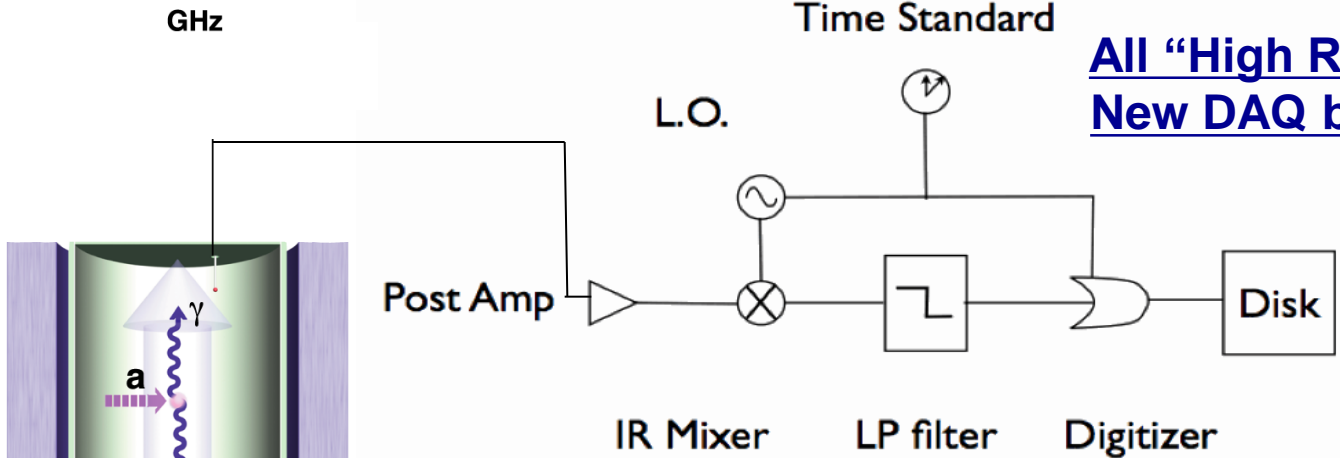 GHz
Time Standard
All “High R
New DAQ b
L.O.
Post Amp
γ
a
Disk
IR Mixer
LP filter
Digitizer